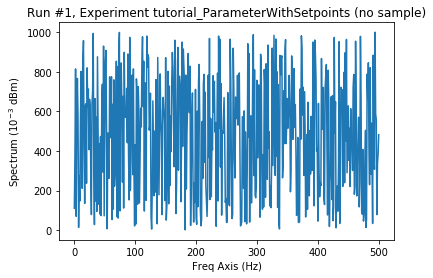 Run #1, Experiment tutorial_ParameterWithSetpoints (no sample)
1000
800
600
400
200
0
Spectrum (10⁻³ dBm)
0 100 200 300 400 500
Freq Axis (Hz)